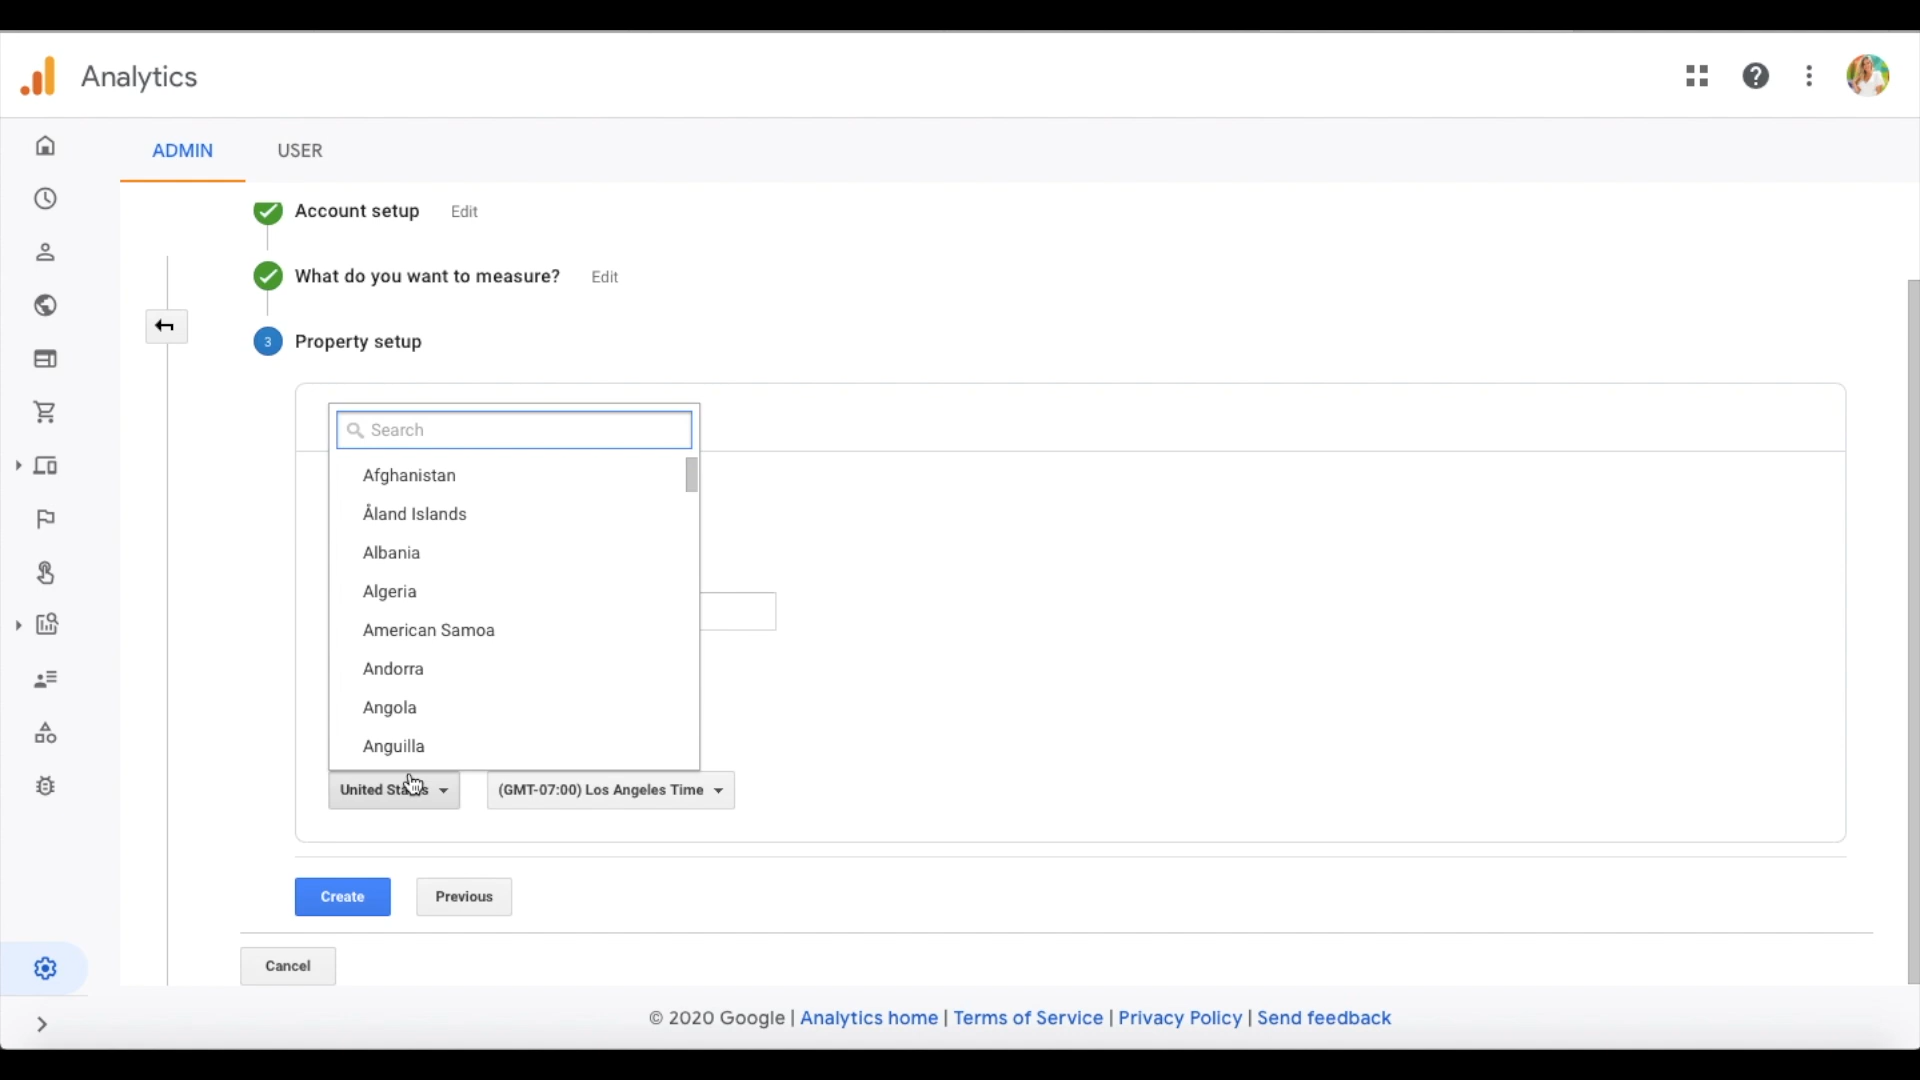 Analytics
ADMIN USER
Account setup Edit
What do you want to measure? Edit
3 Property setup
Search
Afghanistan
Åland Islands
Albania
Algeria
American Samoa
Andorra
Angola
Anguilla
United States (GMT-07:00) Los Angeles Time
Create Previous
Cancel
© 2020 Google | Analytics home | Terms of Service | Privacy Policy | Send feedback